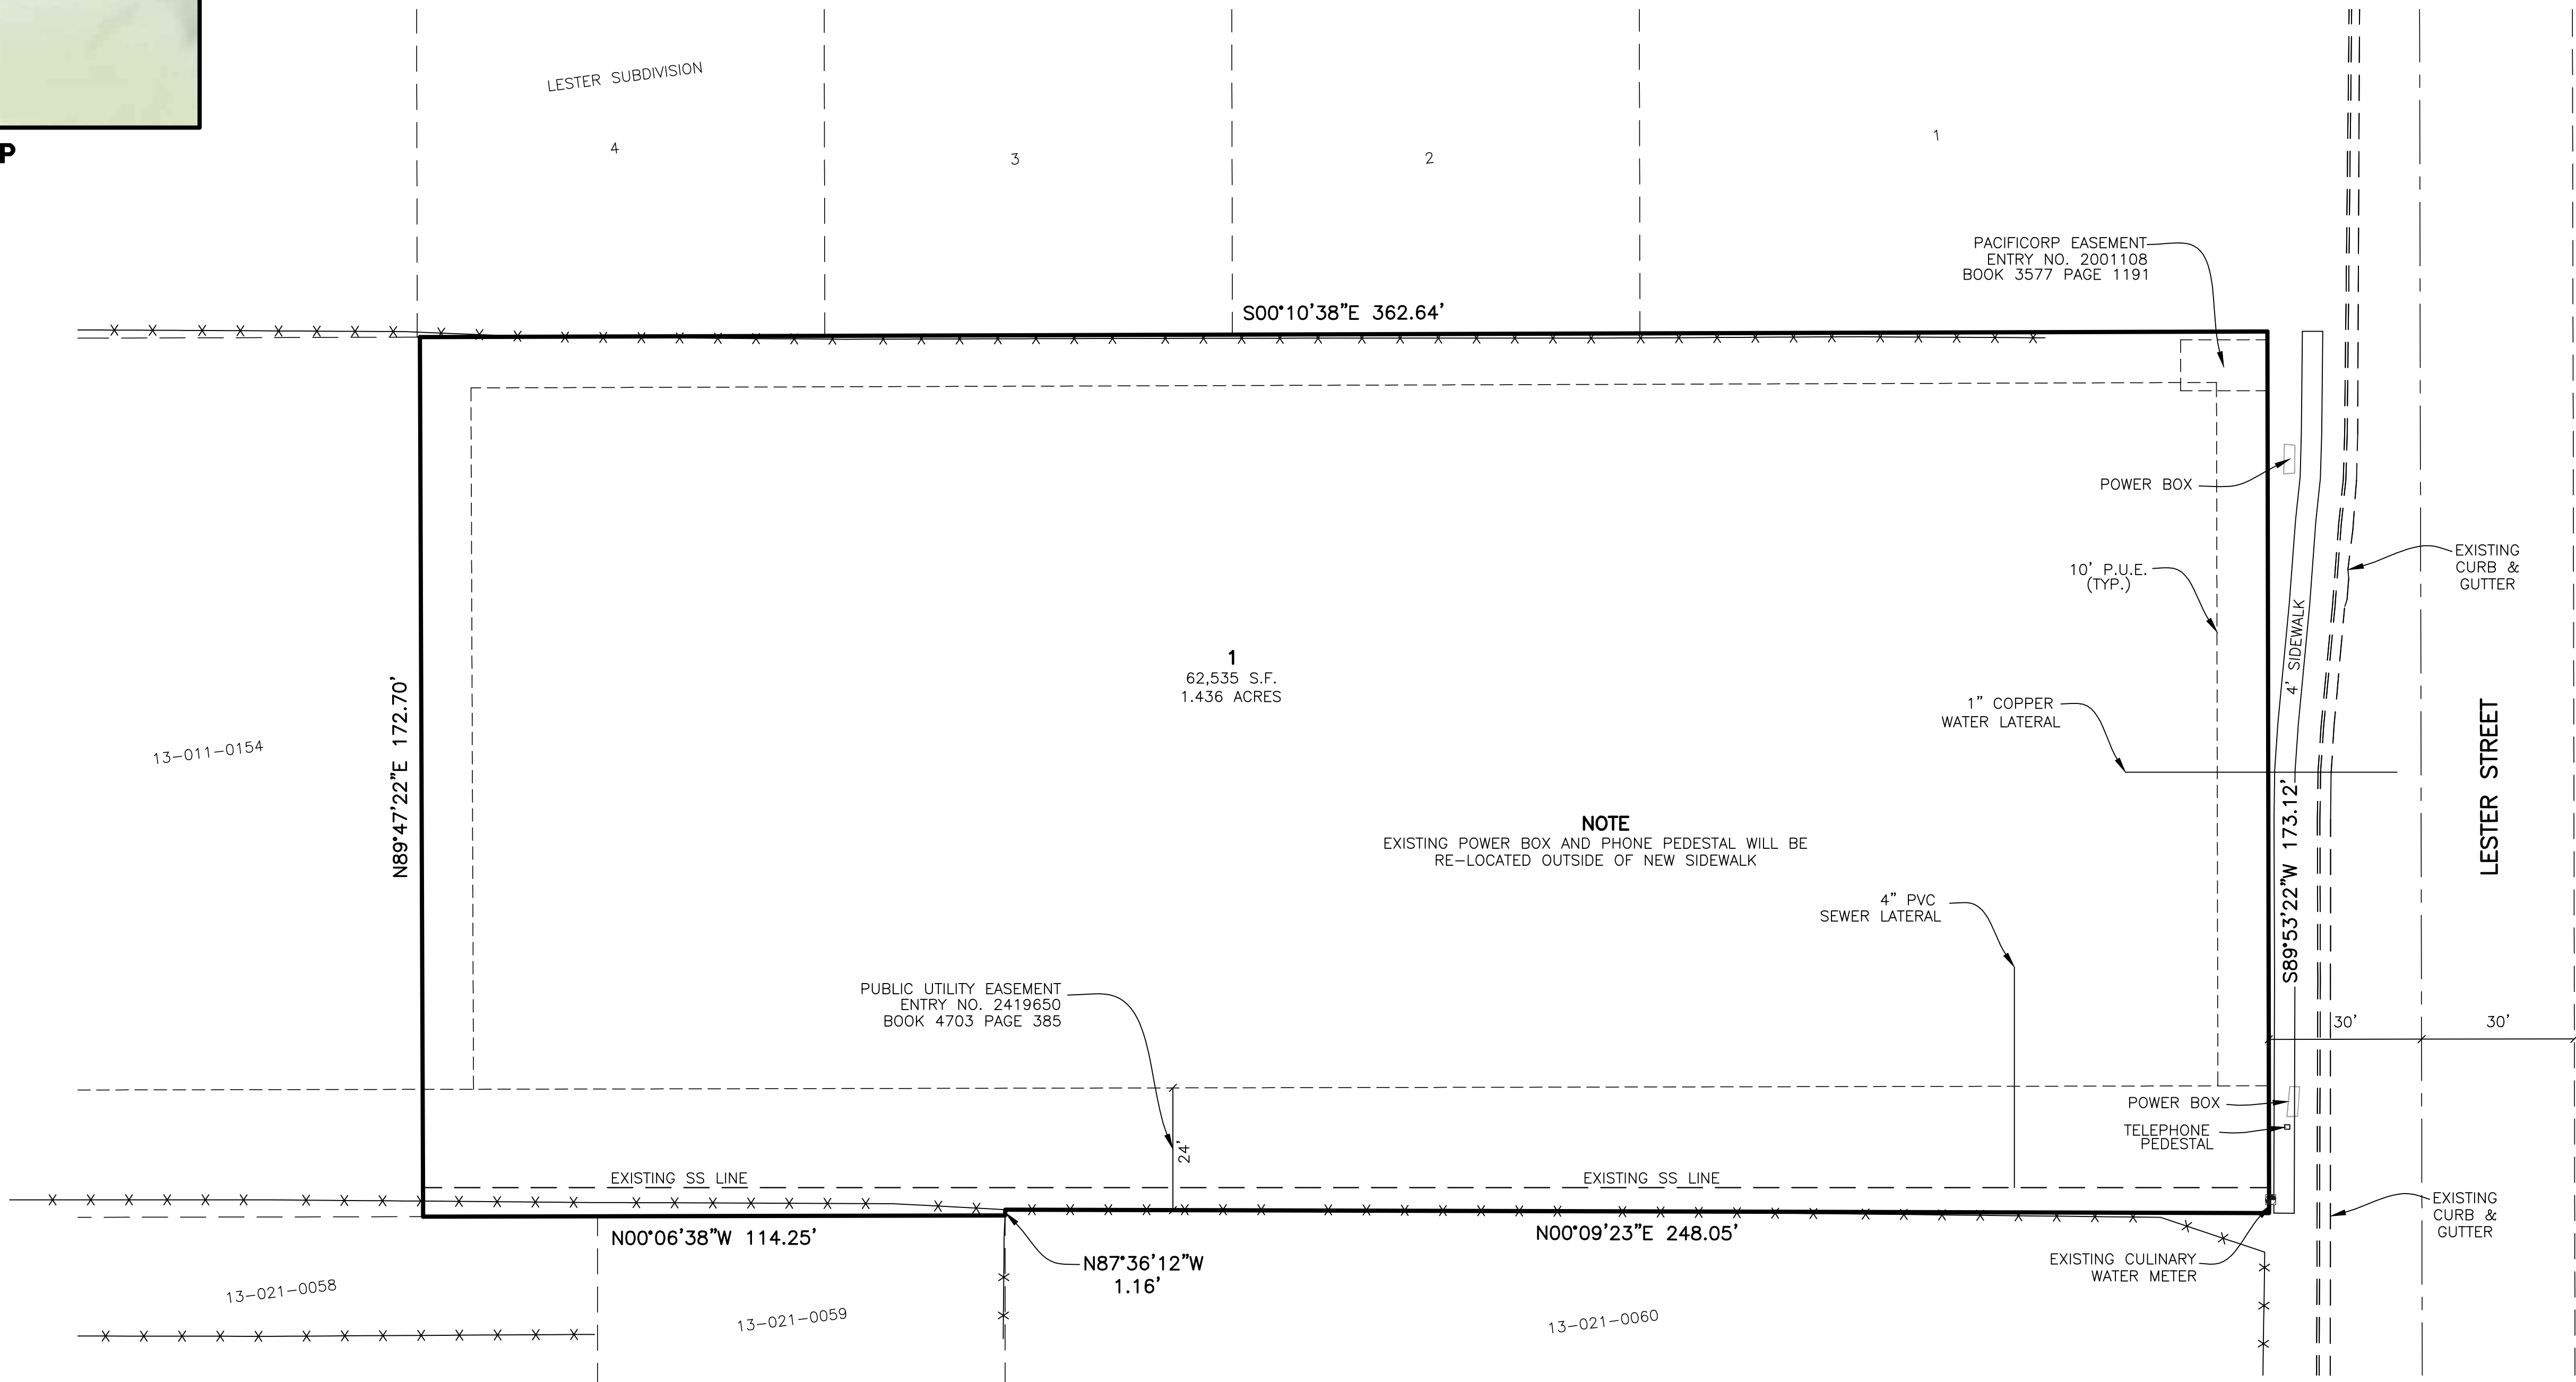 P
LESTER SUBDIVISION
4
3
2
1
PACIFICORP EASEMENT
ENTRY NO. 2001108
BOOK 3577 PAGE 1191
S00°10'38"E 362.64'
POWER BOX
EXISTING
CURB &
GUTTER
10' P.U.E.
(TYP.)
4' SIDEWALK
1
62,535 S.F.
1.436 ACRES
1" COPPER
WATER LATERAL
N89°47'22"E 172.70'
13-011-0154
LESTER STREET
S89°53'22"W 173.12'
NOTE
EXISTING POWER BOX AND PHONE PEDESTAL WILL BE
RE-LOCATED OUTSIDE OF NEW SIDEWALK
4" PVC
SEWER LATERAL
PUBLIC UTILITY EASEMENT
ENTRY NO. 2419650
BOOK 4703 PAGE 385
30'
30'
POWER BOX
TELEPHONE
PEDESTAL
24'
EXISTING SS LINE
EXISTING SS LINE
EXISTING
CURB &
GUTTER
N00°06'38"W 114.25'
N00°09'23"E 248.05'
N87°36'12"W
1.16'
EXISTING CULINARY
WATER METER
13-021-0058
13-021-0059
13-021-0060